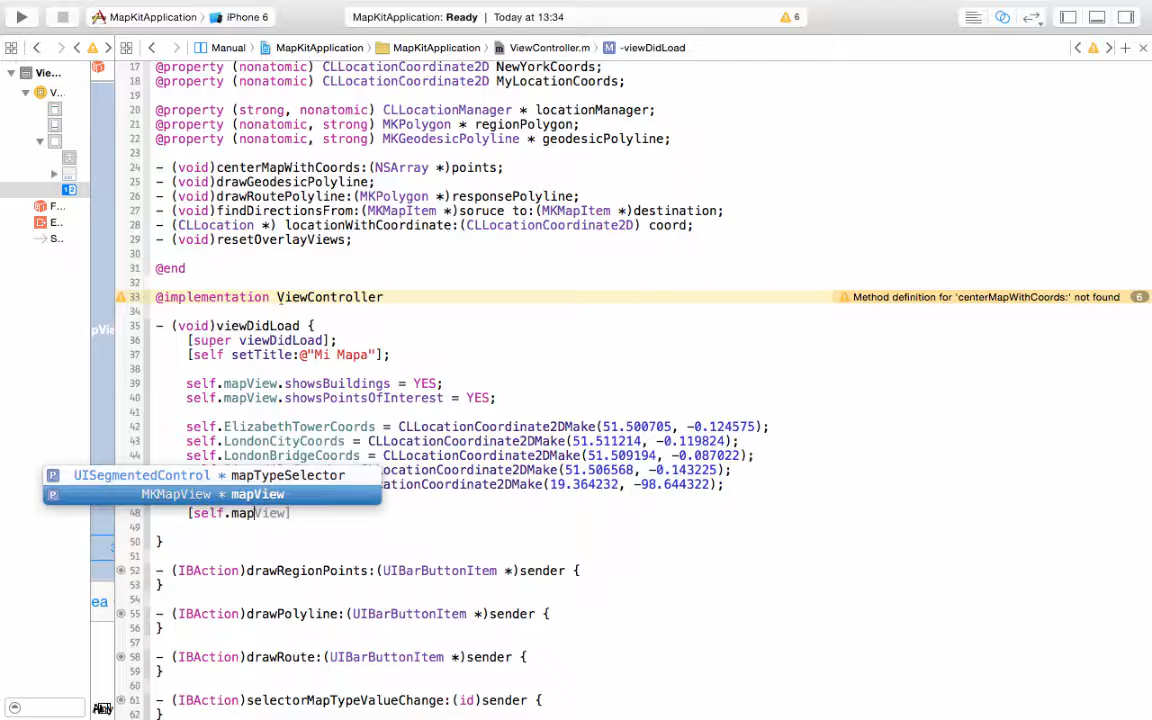 MapKitApplication  iPhone 6  MapKitApplication: Ready | Today at 13:34  6
Manual  MapKitApplication  MapKitApplication  ViewController.m  M -viewDidLoad
Vie...
V...
F...
E...
S..
17 @property (nonatomic) CLLocationCoordinate2D NewYorkCoords;
18 @property (nonatomic) CLLocationCoordinate2D MyLocationCoords;
19
20 @property (strong, nonatomic) CLLocationManager * locationManager;
21 @property (nonatomic, strong) MKPolygon * regionPolygon;
22 @property (nonatomic, strong) MKGeodesicPolyline * geodesicPolyline;
23
24 - (void)centerMapWithCoords:(NSArray *)points;
25 - (void)drawGeodesicPolyline;
26 - (void)drawRoutePolyline:(MKPolygon *)responsePolyline;
27 - (void)findDirectionsFrom:(MKMapItem *)soruce to:(MKMapItem *)destination;
28 - (CLLocation *) locationWithCoordinate:(CLLocationCoordinate2D) coord;
29 - (void)resetOverlayViews;
30
31 @end
32
33 @implementation ViewController  Method definition for 'centerMapWithCoords:' not found  6
34
35 - (void)viewDidLoad {
36 [super viewDidLoad];
37 [self setTitle:@"Mi Mapa"];
38
39 self.mapView.showsBuildings = YES;
40 self.mapView.showsPointsOfInterest = YES;
41
42 self.ElizabethTowerCoords = CLLocationCoordinate2DMake(51.500705, -0.124575);
43 self.LondonCityCoords = CLLocationCoordinate2DMake(51.511214, -0.119824);
44 self.LondonBridgeCoords = CLLocationCoordinate2DMake(51.509194, -0.087022);
LocationCoordinate2DMake(51.506568, -0.143225);
P UISegmentedControl * mapTypeSelector
ationCoordinate2DMake(19.364232, -98.644322);
P MKMapView * mapView
48 [self.mapView]
49
50 }
51
52 - (IBAction)drawRegionPoints:(UIBarButtonItem *)sender {
53 }
54
55 - (IBAction)drawPolyline:(UIBarButtonItem *)sender {
56 }
57
58 - (IBAction)drawRoute:(UIBarButtonItem *)sender {
59 }
60
61 - (IBAction)selectorMapTypeValueChange:(id)sender {
62 }